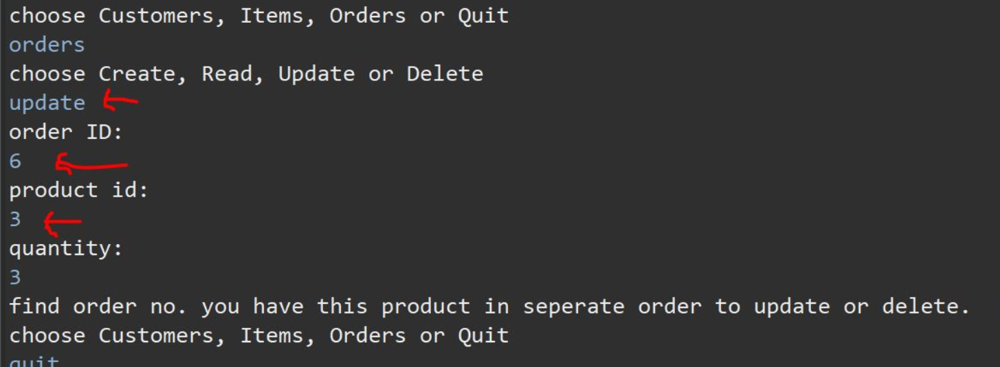 choose Customers, Items, Orders or Quit
orders
choose Create, Read, Update or Delete
update
order ID:
6
product id:
3
quantity:
3
find order no. you have this product in seperate order to update or delete.
choose Customers, Items, Orders or Quit
quit